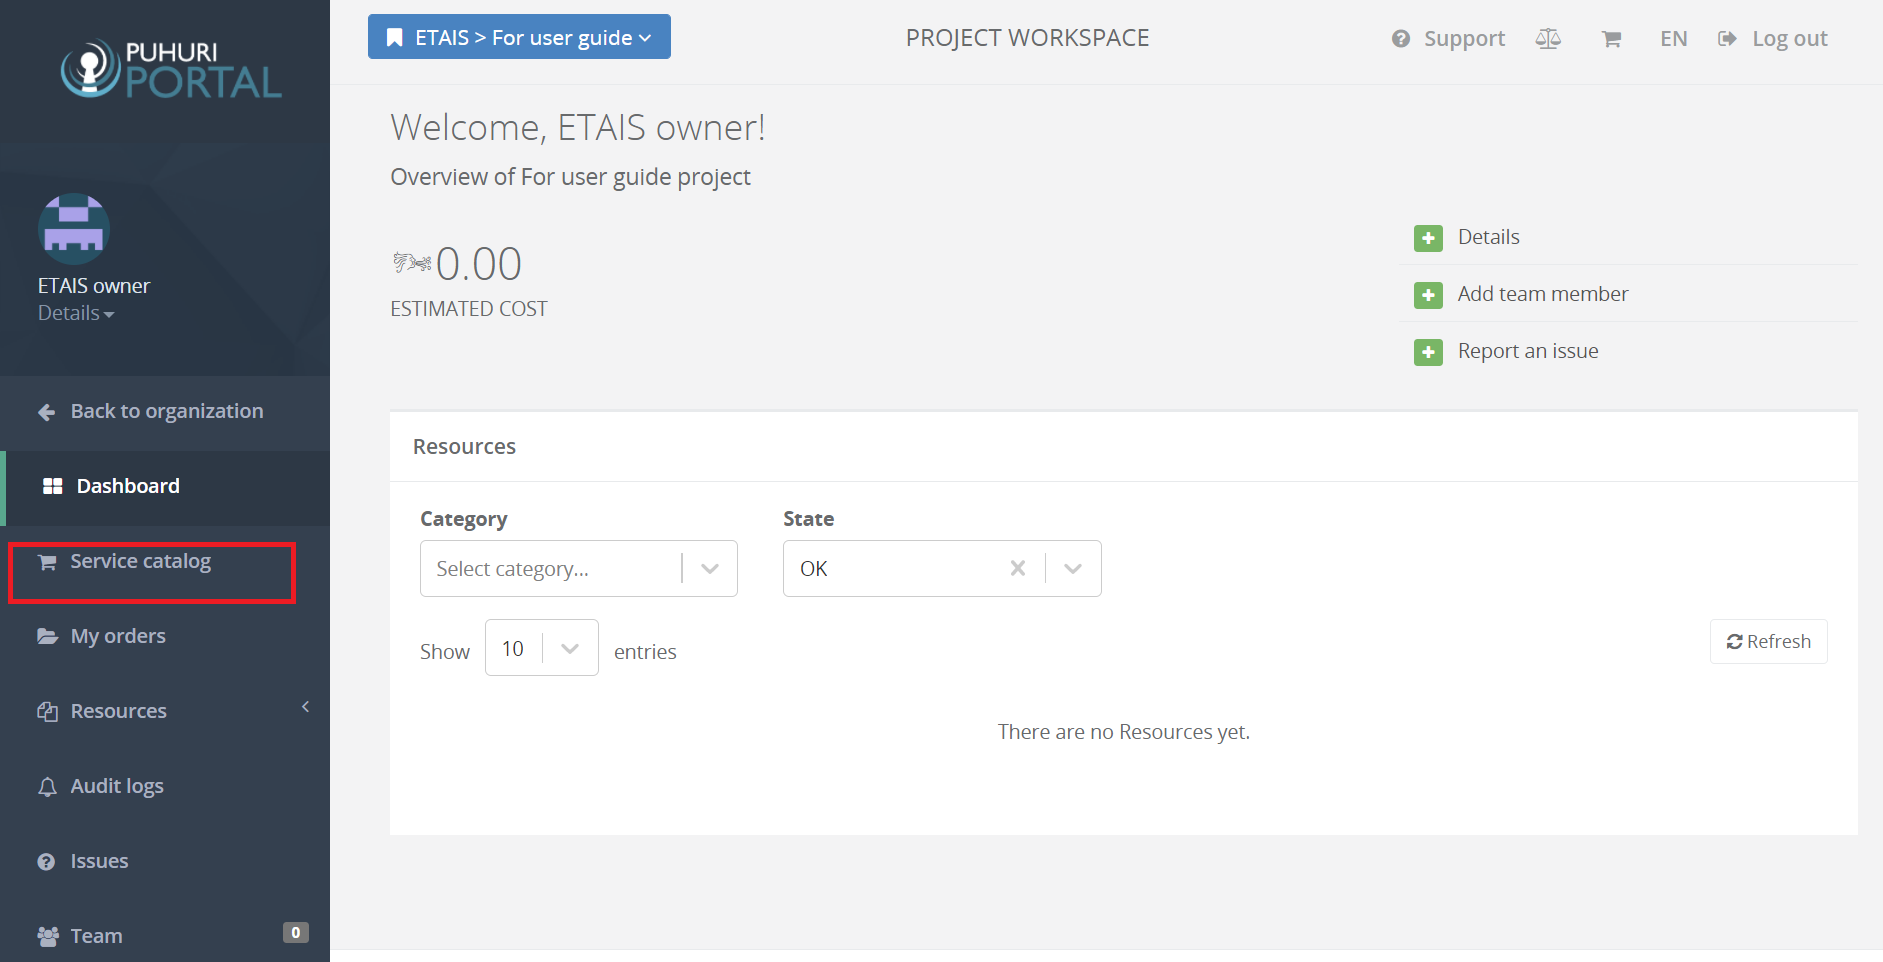 PUHURI
PORTAL
ETAIS owner
Details
Back to organization
Dashboard
Service catalog
My orders
Resources
Audit logs
Issues
Team 0
ETAIS > For user guide
PROJECT WORKSPACE
Support
EN
Log out
Welcome, ETAIS owner!
Overview of For user guide project
0.00
ESTIMATED COST
Details
Add team member
Report an issue
Resources
Category
State
Select category...
OK
Show 10 entries
Refresh
There are no Resources yet.